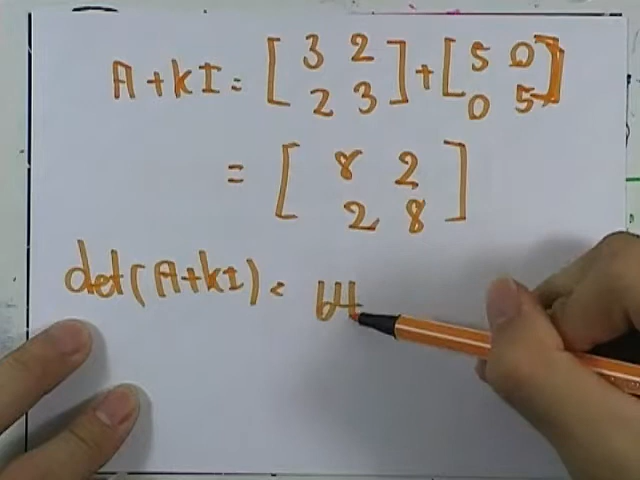 A + kI = [ 3 2 ; 2 3 ] + [ 5 0 ; 0 5 ]
= [ 8 2 ; 2 8 ]
det(A+kI) = 64